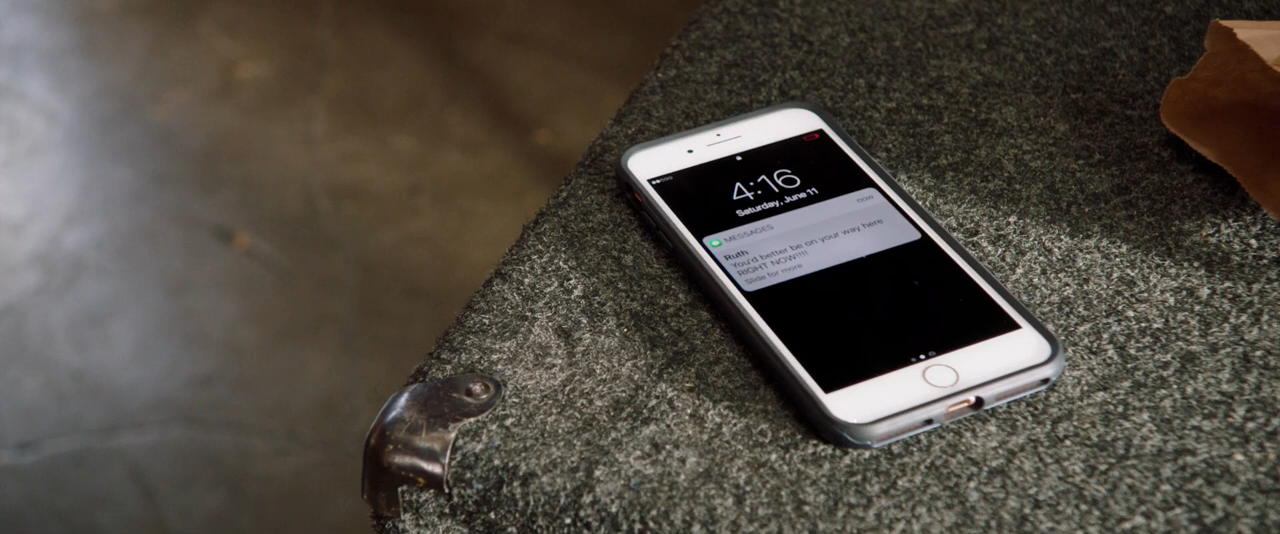 4:16
Saturday, June 11
MESSAGES now
Ruth
You'd better be on your way here
RIGHT NOW!!!!
Slide for more